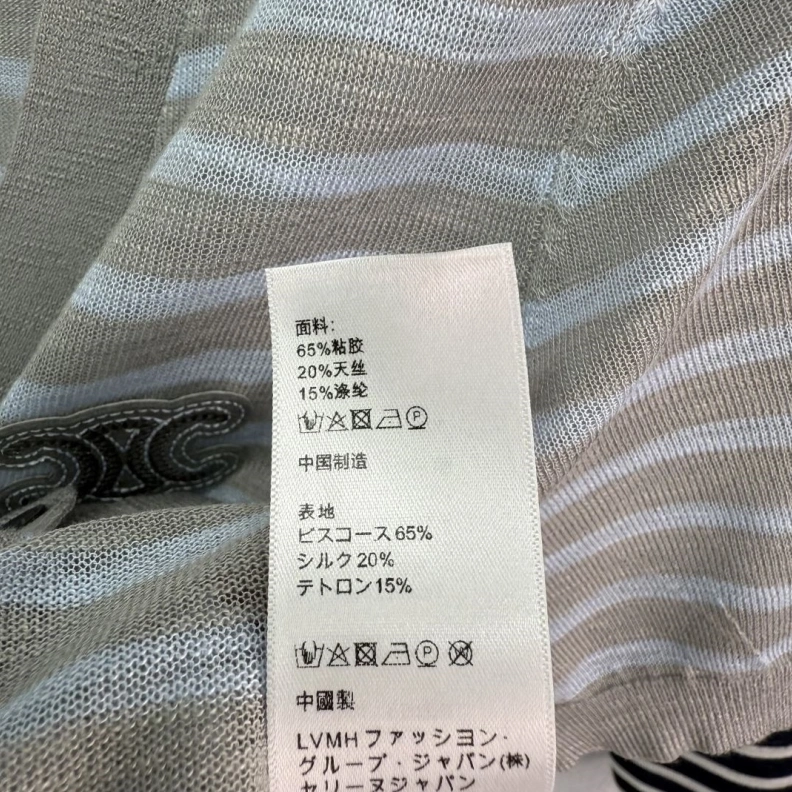 面料:
65%粘胶
20%天丝
15%涤纶
中国制造
表地
ビスコース65%
シルク20%
テトロン15%
中國製
LVMHファッション·
グループ·ジャパン(株)
セリーヌジャパン